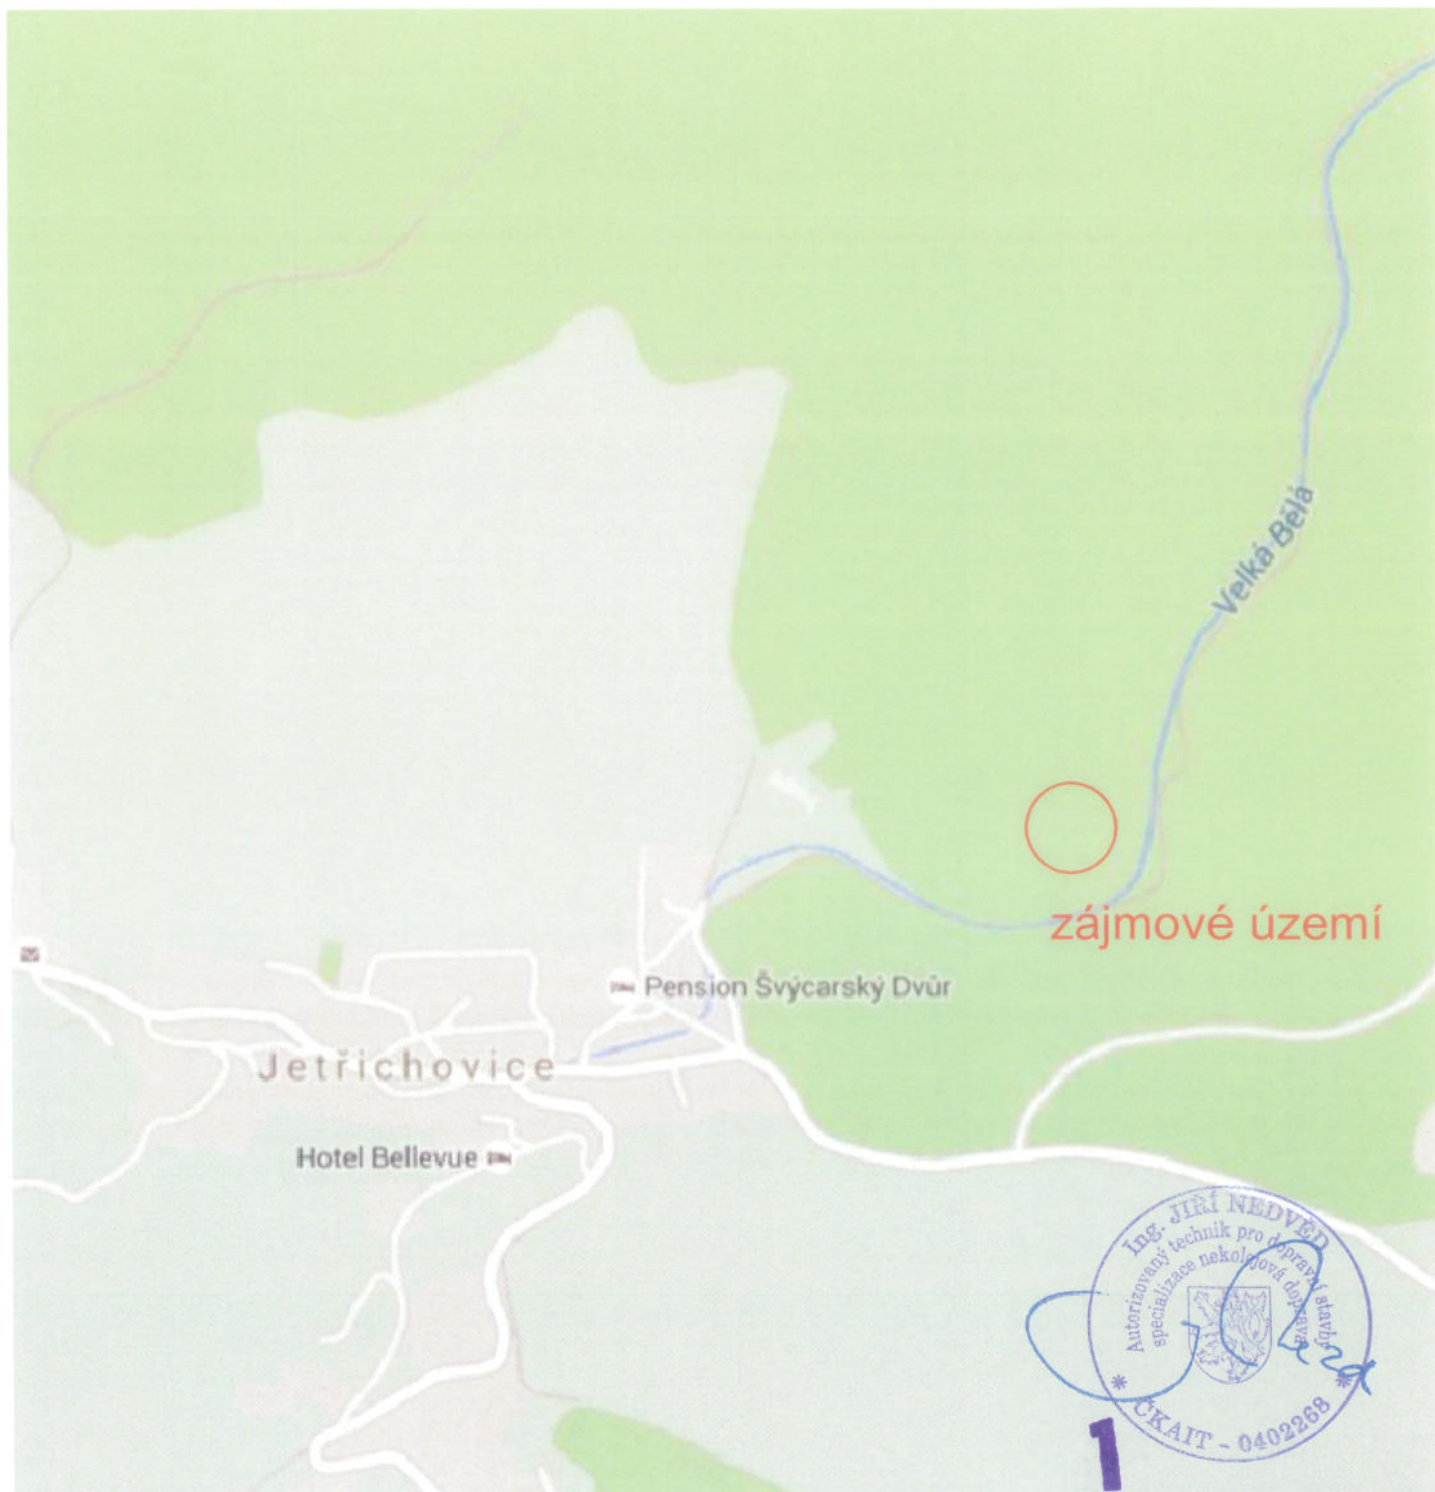 Velká Bělá
zájmové území
Pension Švýcarský Dvůr
Jetřichovice
Hotel Bellevue
Ing. JIŘÍ NEDVĚD
Autorizovaný technik pro dopravní stavby
specializace nekolejová doprava
* ČKAIT - 0402268 *
1